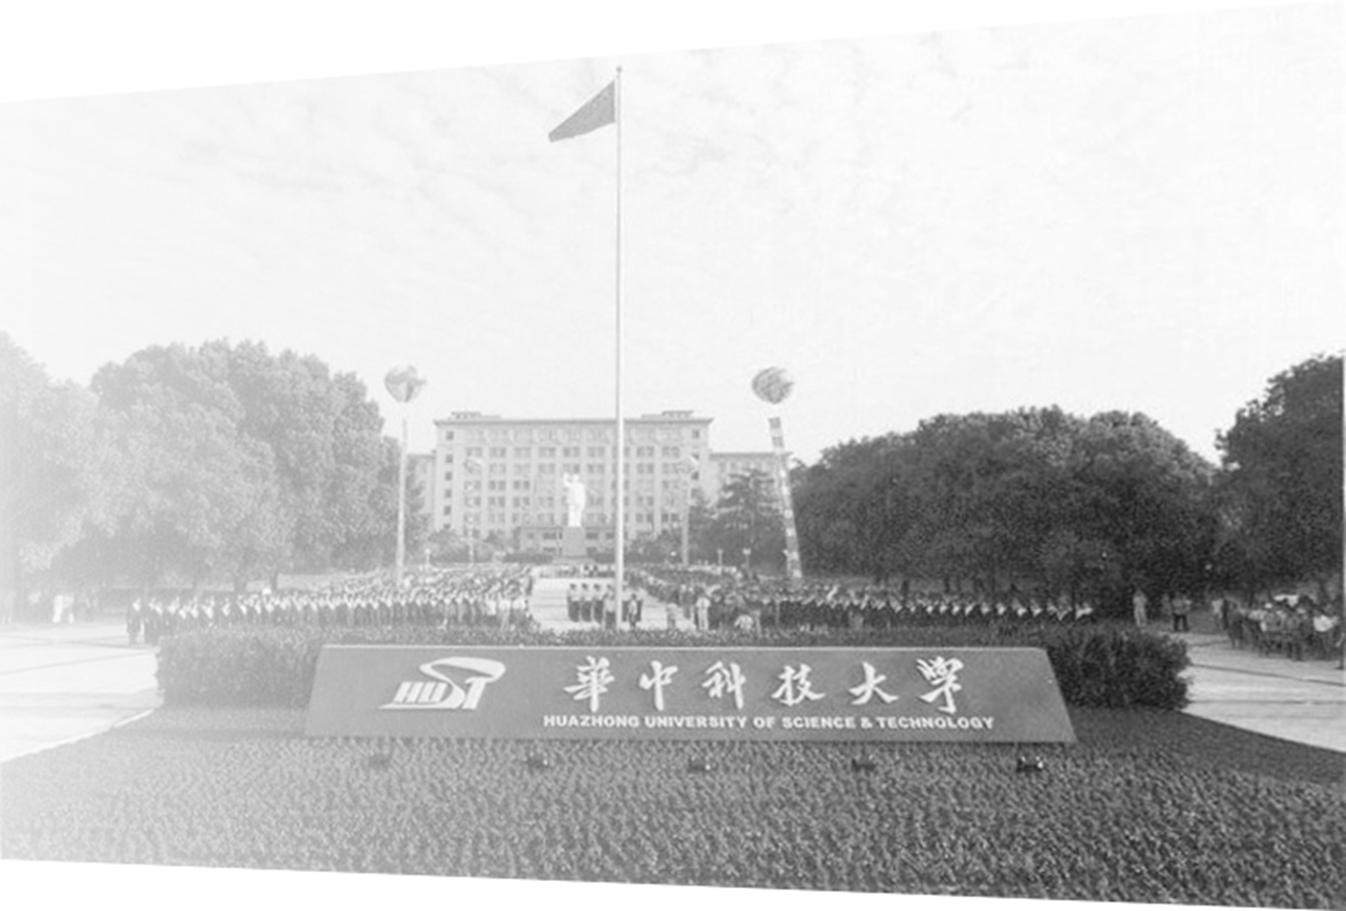 HUST
華中科技大學
HUAZHONG UNIVERSITY OF SCIENCE & TECHNOLOGY